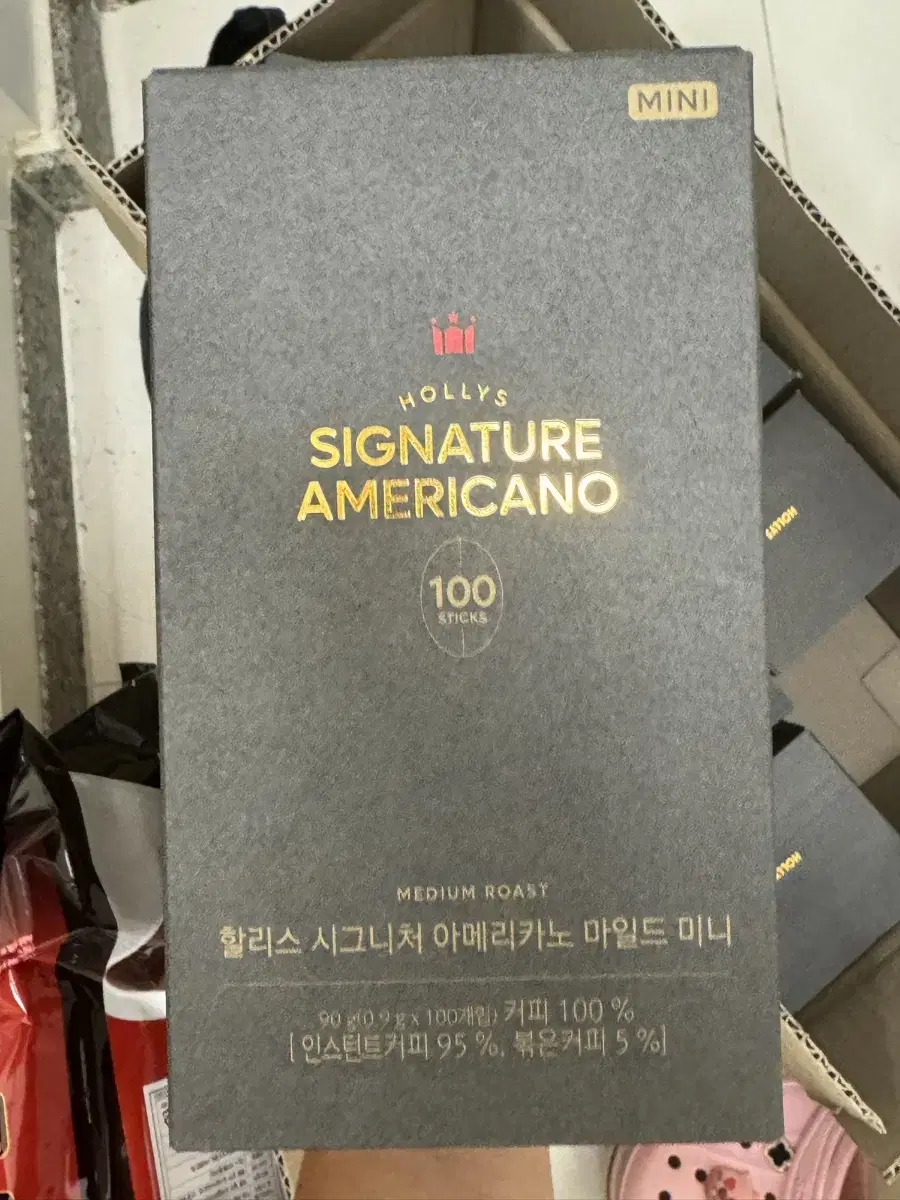 MINI
HOLLYS
SIGNATURE
AMERICANO
100
STICKS
MEDIUM ROAST
할리스 시그니처 아메리카노 마일드 미니
90 g(0.9 g x 100개입) 커피 100 %
[ 인스턴트커피 95 %, 볶은커피 5 %]
HOLLYS
HOLLYS